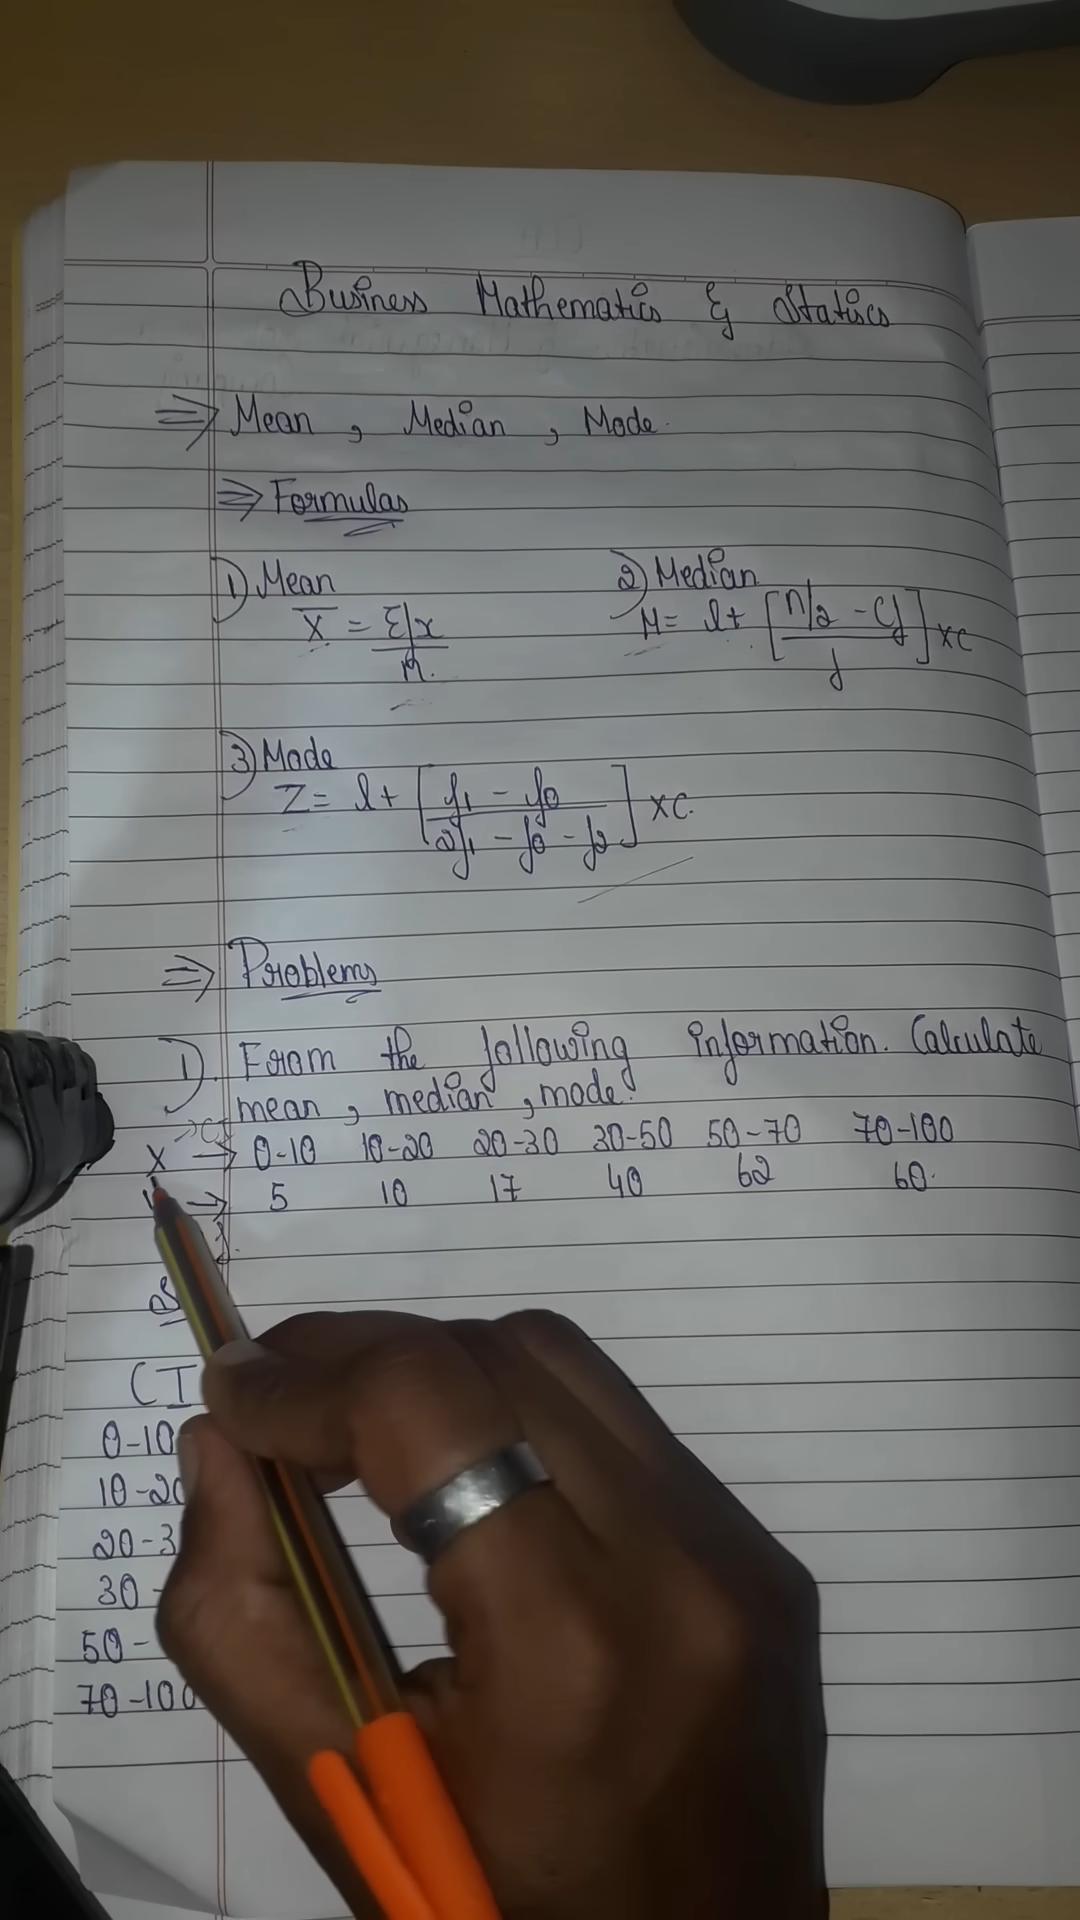 Business Mathematics & Statics
⇒ Mean, Median, Mode.
⇒ Formulas
1) Mean
X̄ = Σfx / n.
2) Median
M = l + [n/2 - cf / f] × c
3) Mode
Z = l + [f1 - f0 / 2f1 - f0 - f2] × c.
⇒ Problems
1). From the following information. Calculate
mean, median, mode.
X → 0-10 10-20 20-30 30-50 50-70 70-100
→ 5 10 17 40 62 60.
f.
CI
0-10
10-20
20-3
30 -
50 -
70-100